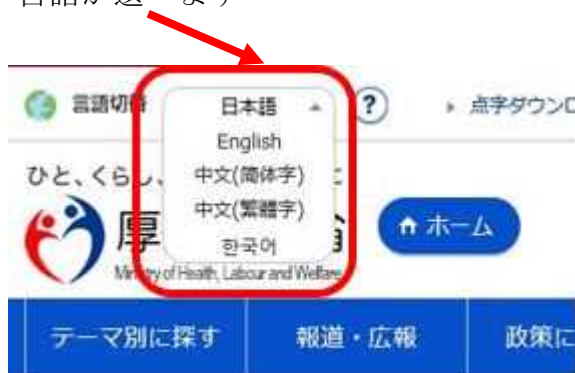 言語が選べます
言語切替
日本語
?
点字ダウンロ
English
中文(简体字)
中文(繁體字)
한국어
ひと、くらし、
厚
Ministry of Health, Labour and Welfare
ホーム
テーマ別に探す
報道・広報
政策に